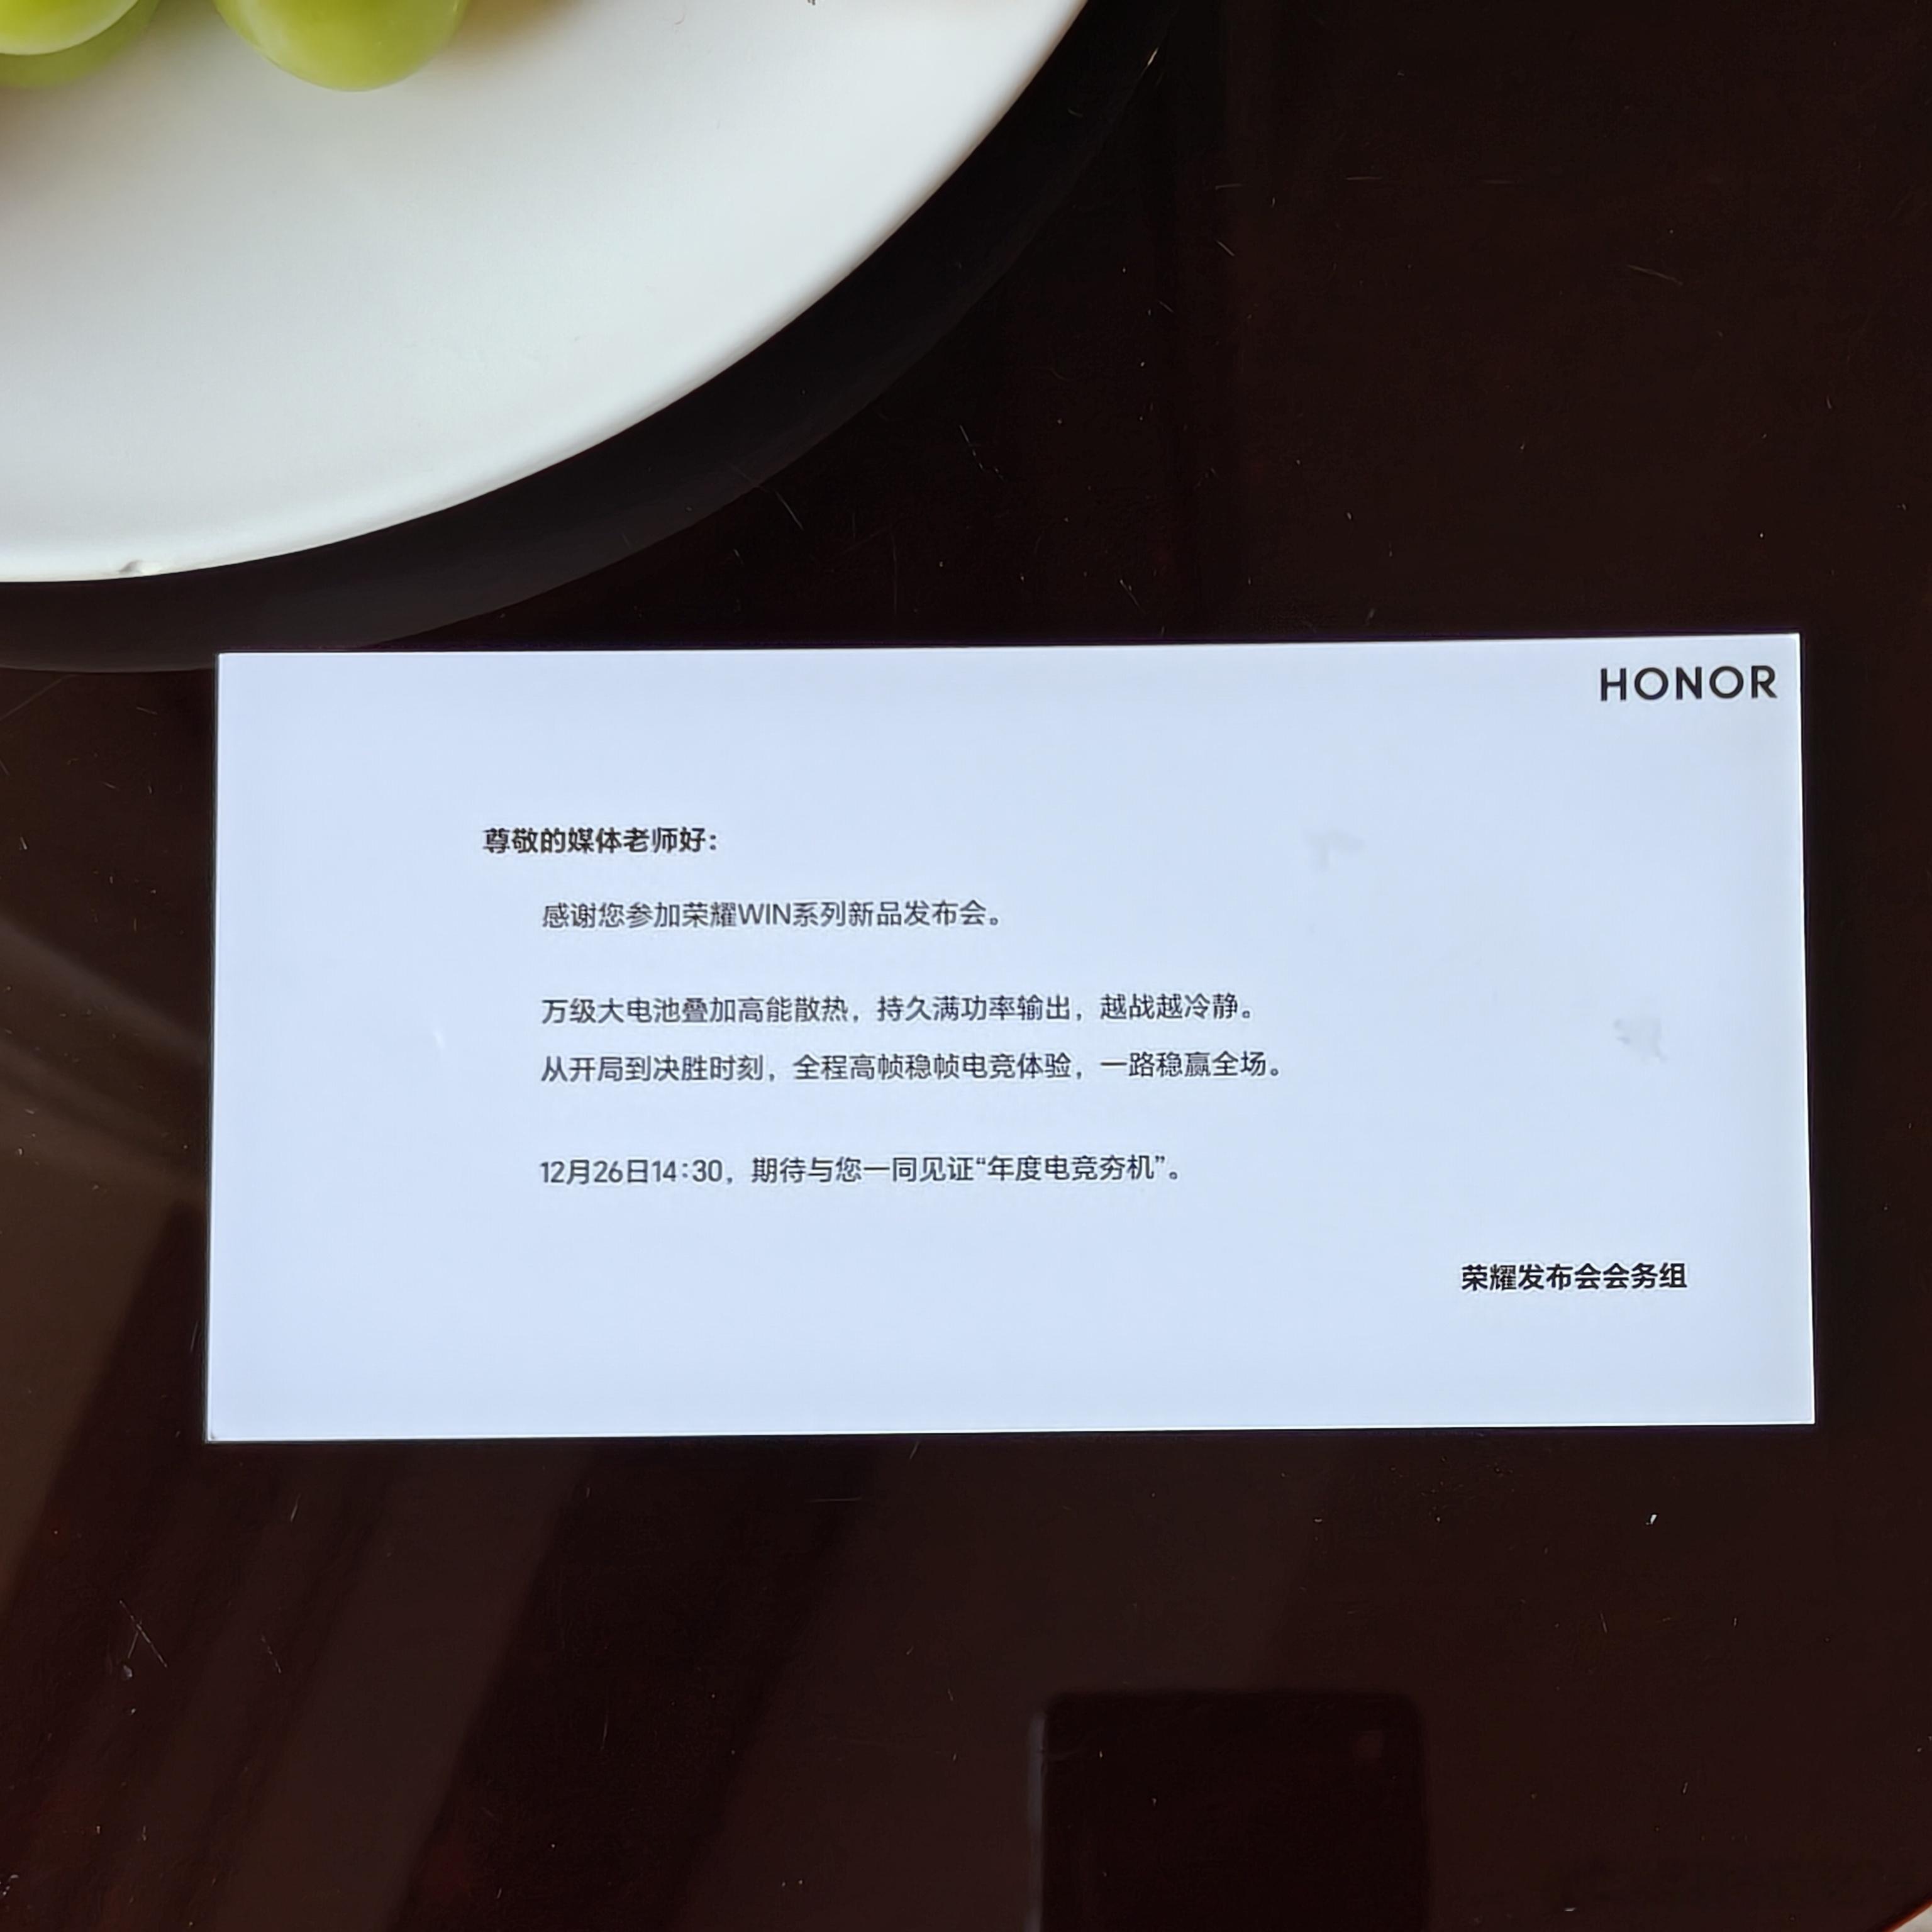 HONOR
尊敬的媒体老师好：
感谢您参加荣耀WIN系列新品发布会。
万级大电池叠加高能散热，持久满功率输出，越战越冷静。
从开局到决胜时刻，全程高帧稳帧电竞体验，一路稳赢全场。
12月26日14:30，期待与您一同见证“年度电竞夯机”。
荣耀发布会会务组